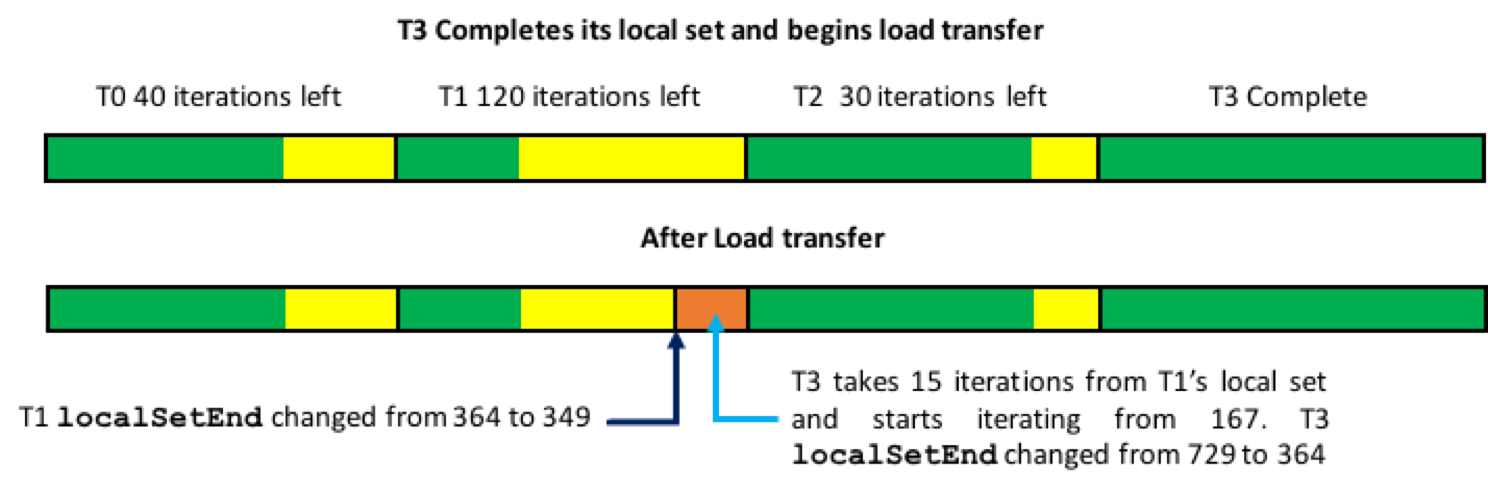 T3 Completes its local set and begins load transfer
T0 40 iterations left
T1 120 iterations left
T2 30 iterations left
T3 Complete
After Load transfer
T1 localSetEnd changed from 364 to 349
T3 takes 15 iterations from T1's local set
and starts iterating from 167. T3
localSetEnd changed from 729 to 364